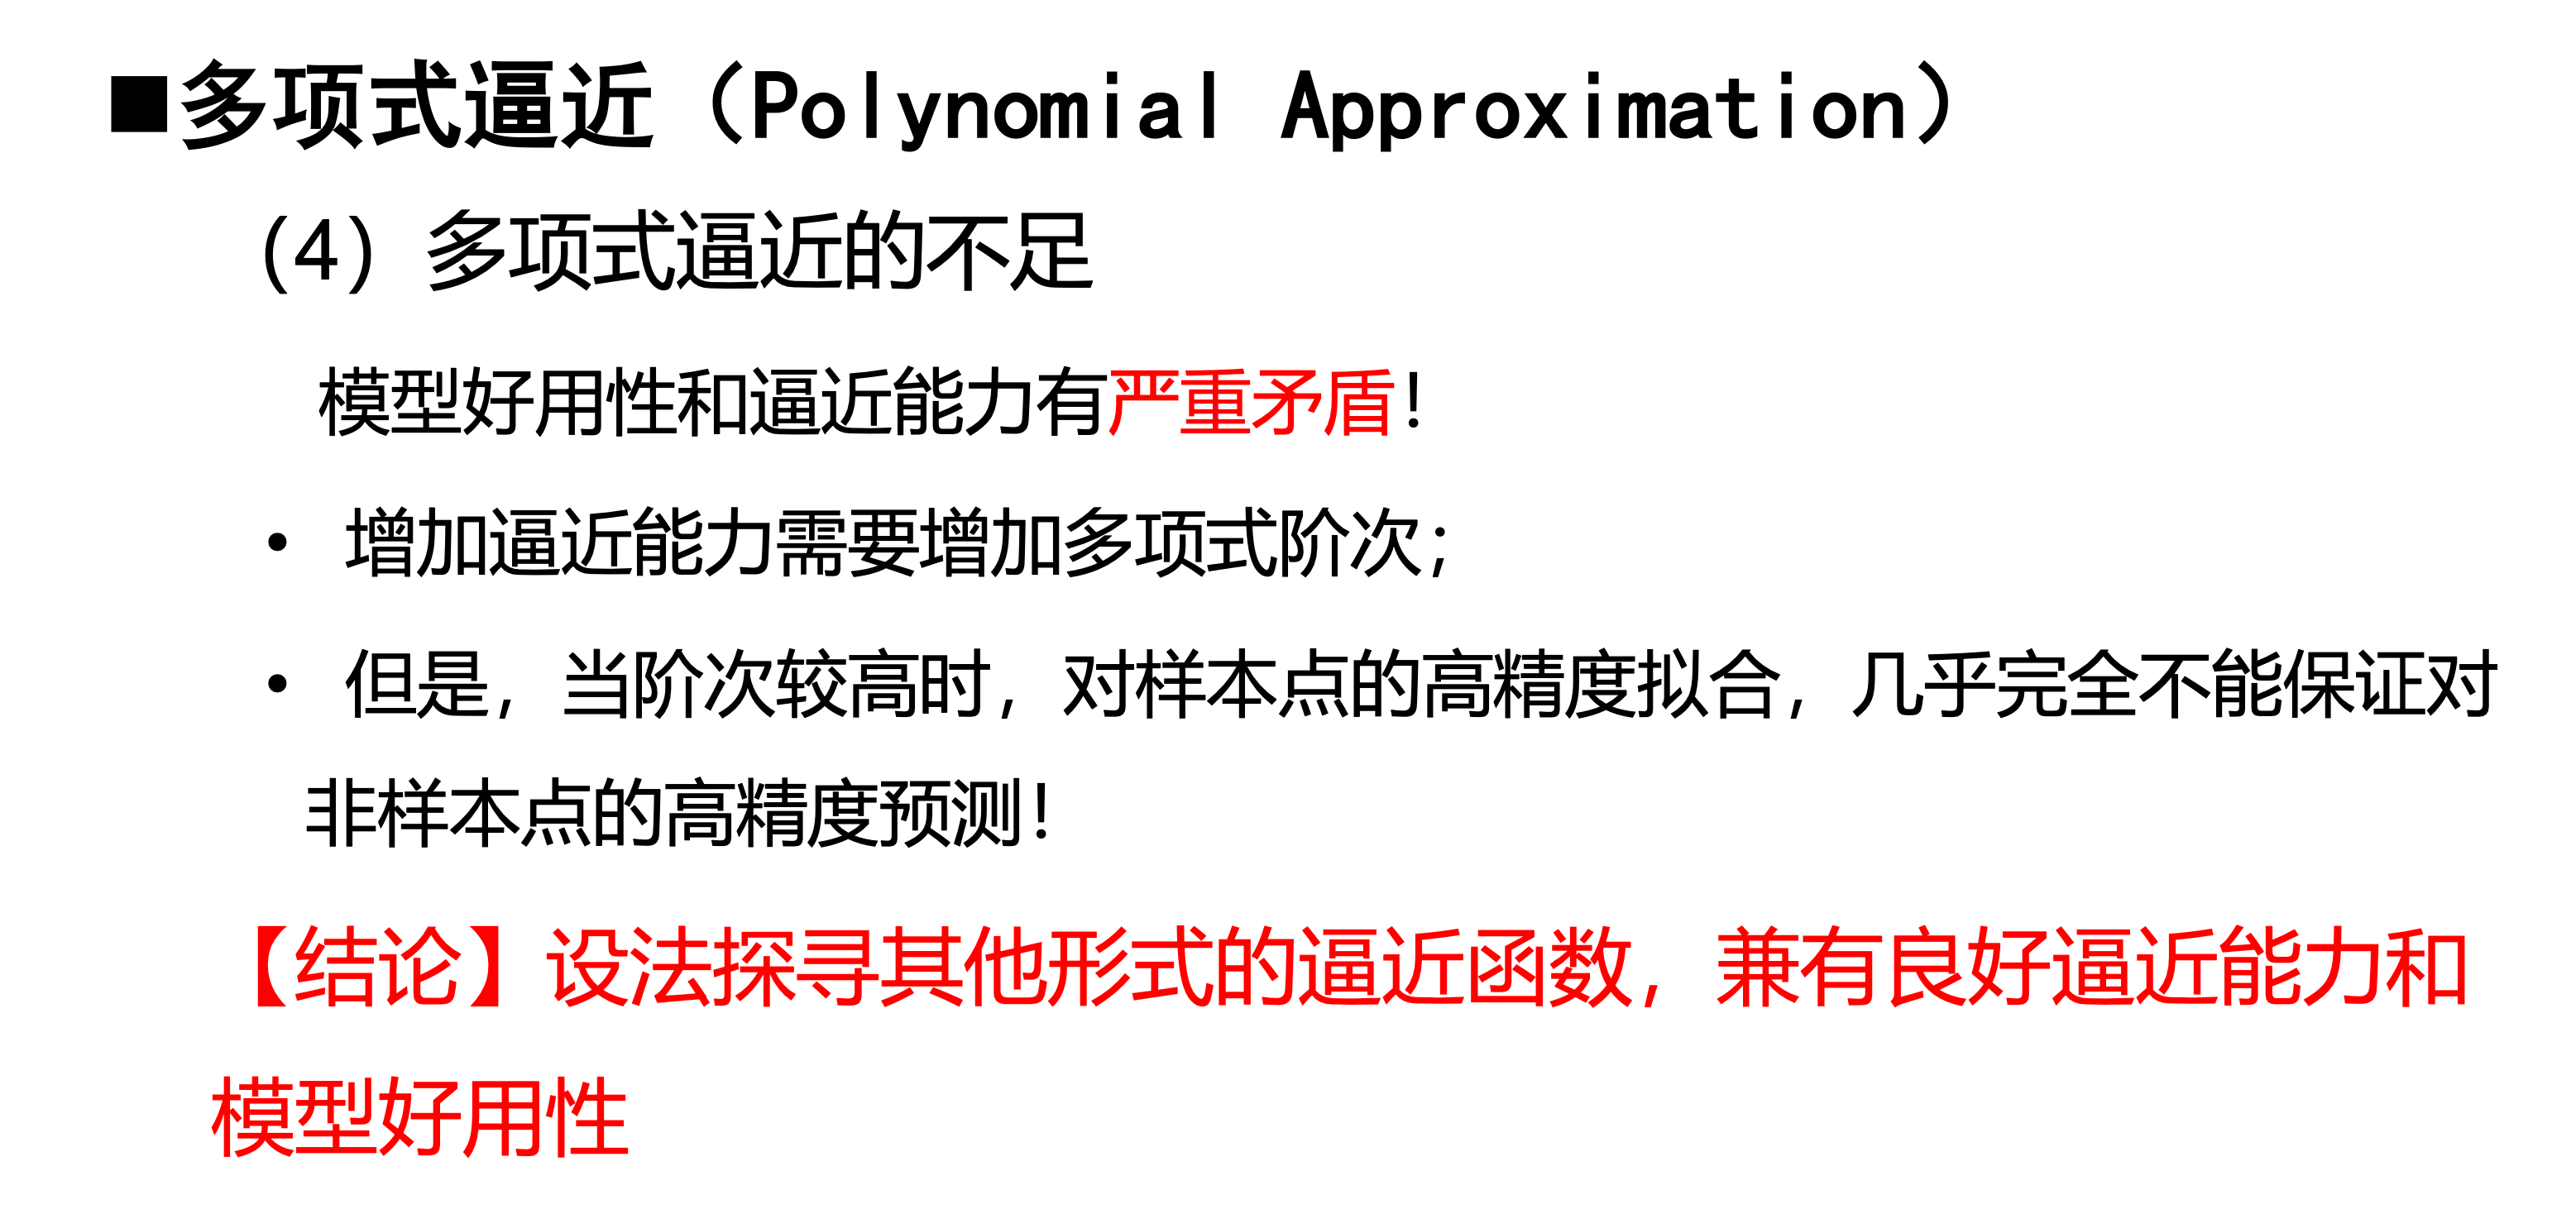 ■多项式逼近（Polynomial Approximation）
（4）多项式逼近的不足
模型好用性和逼近能力有严重矛盾！
• 增加逼近能力需要增加多项式阶次；
• 但是，当阶次较高时，对样本点的高精度拟合，几乎完全不能保证对
非样本点的高精度预测！
【结论】设法探寻其他形式的逼近函数，兼有良好逼近能力和
模型好用性